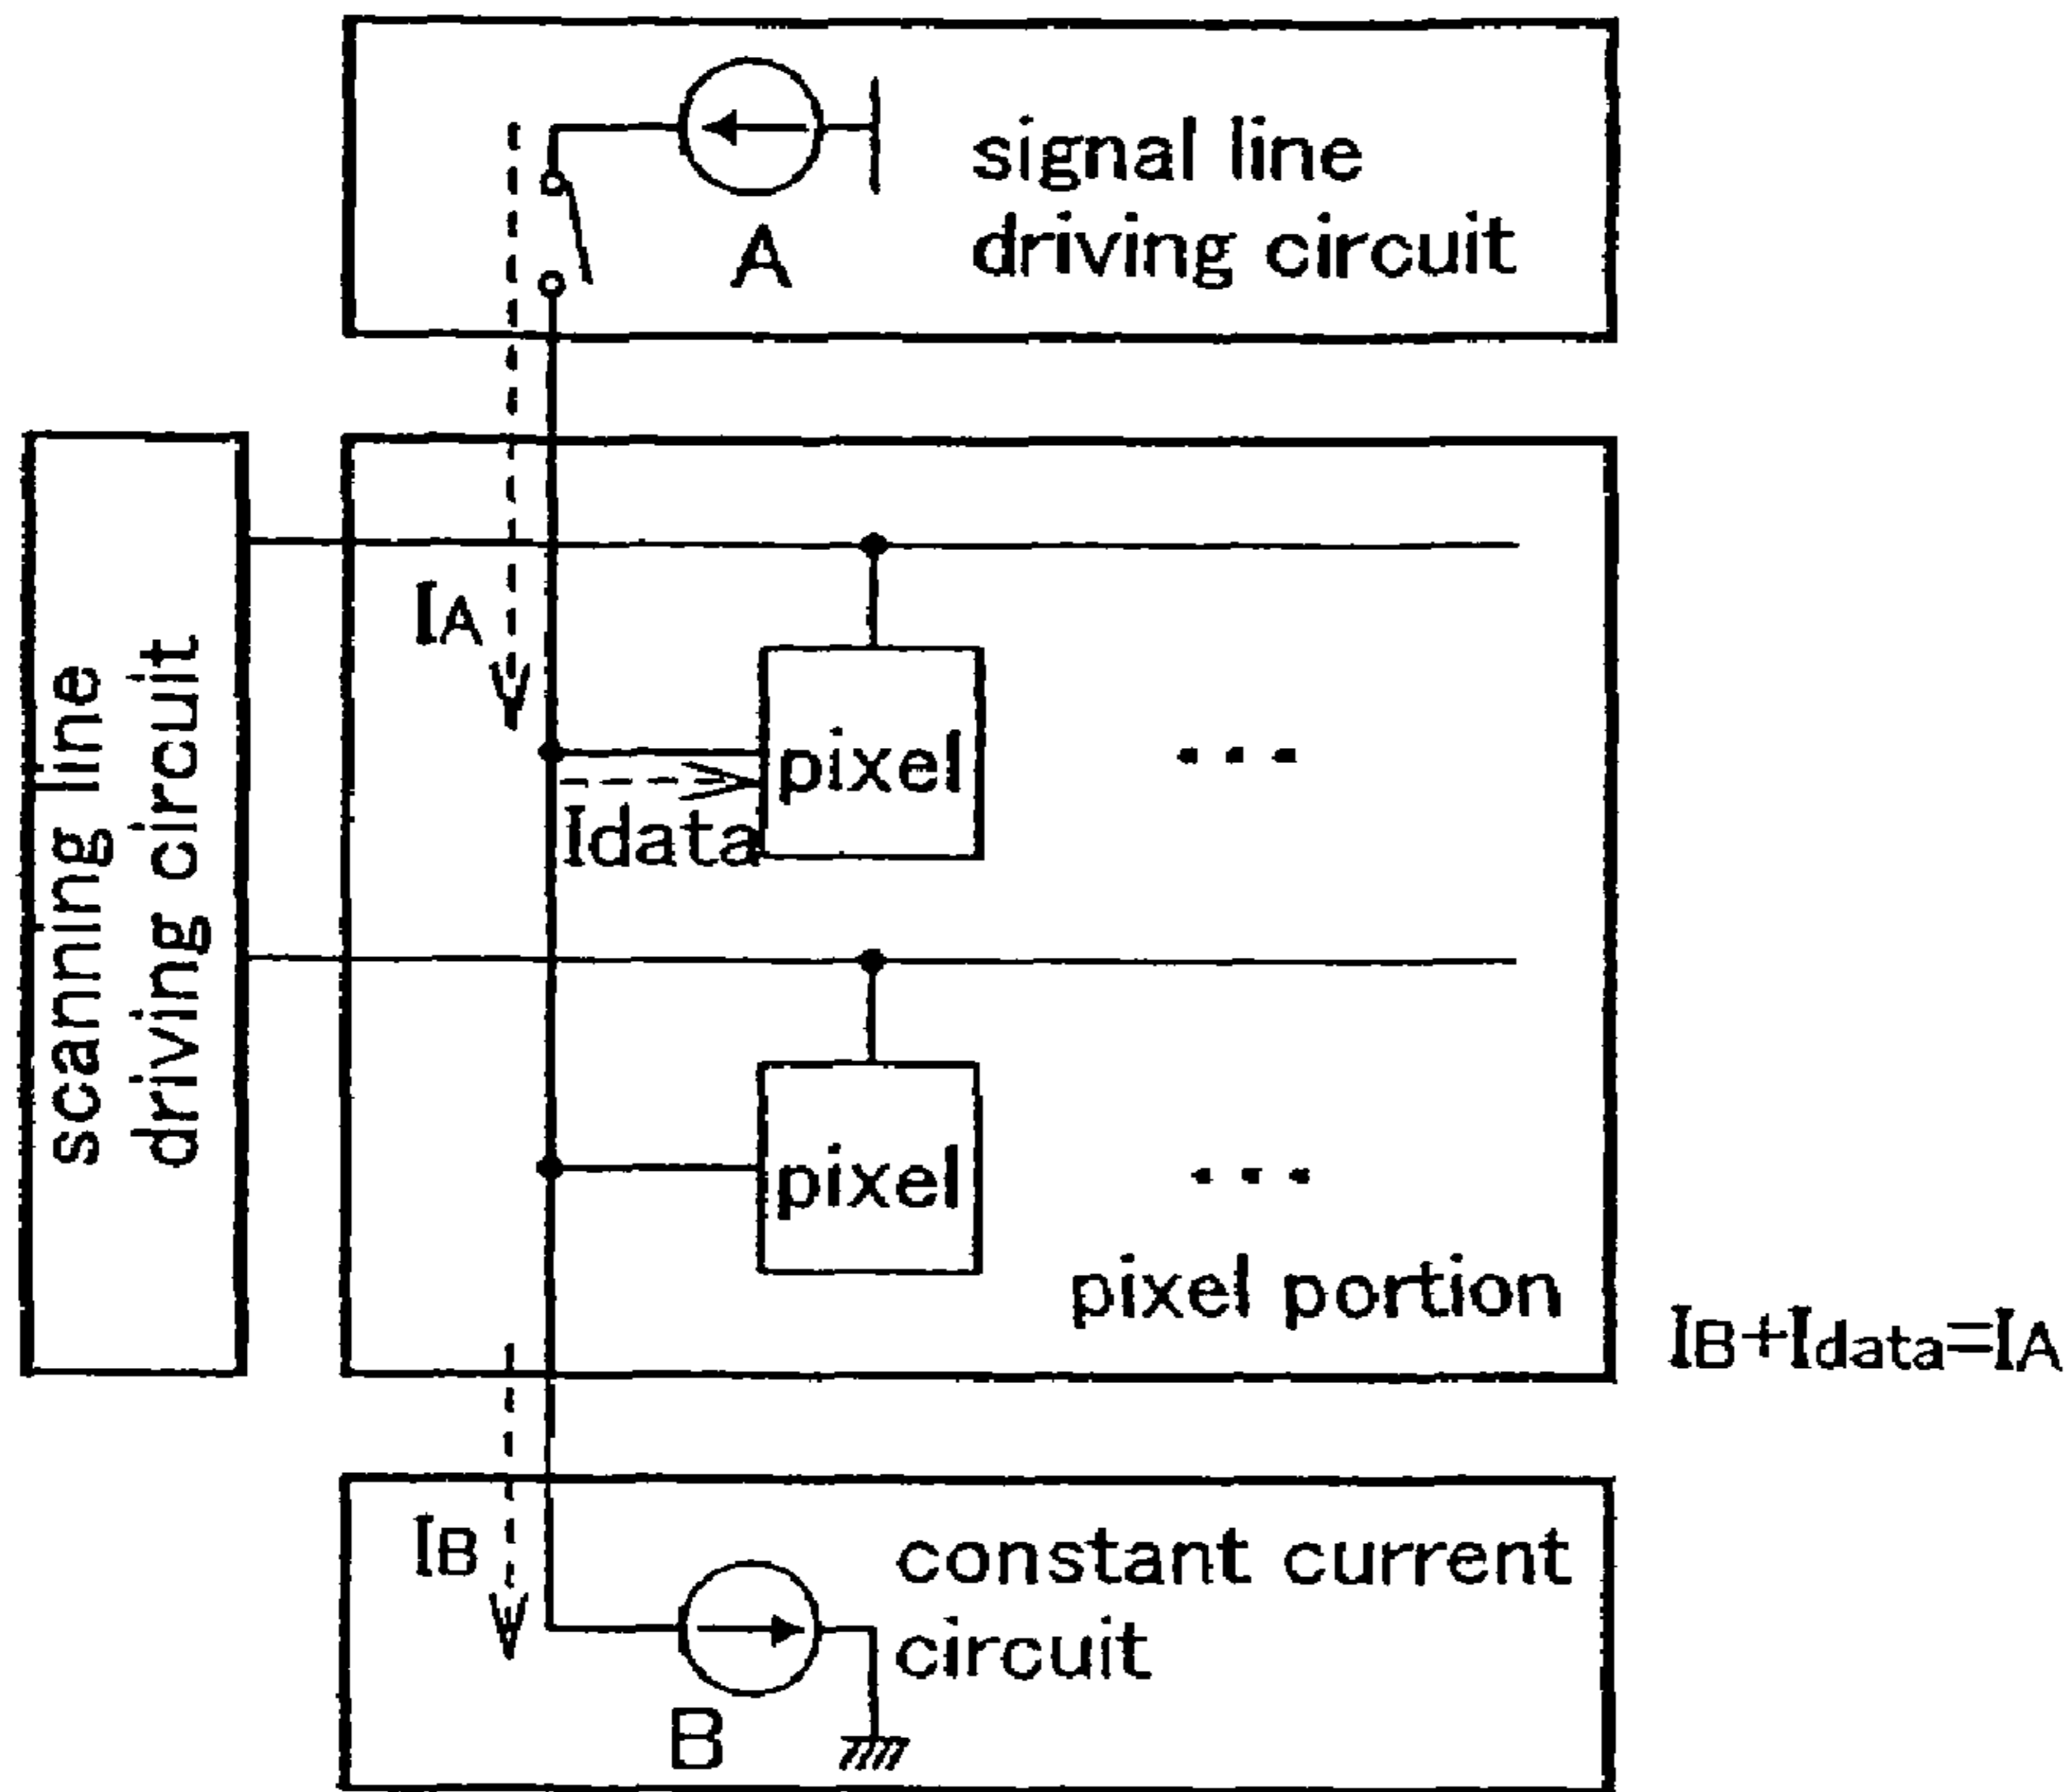 signal line
driving circuit
A
scanning line
driving circuit
IA
pixel
...
Idata
pixel
...
pixel portion
IB+Idata=IA
IB
constant current
circuit
B